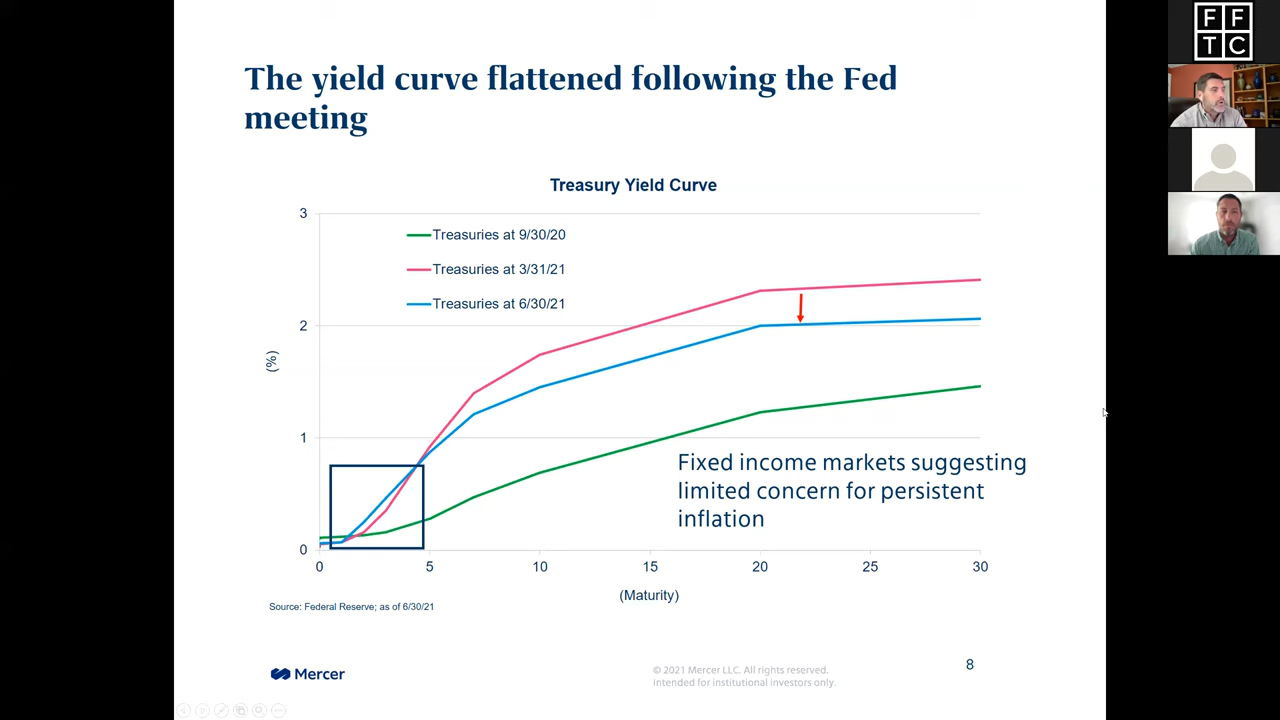 The yield curve flattened following the Fed
meeting
Treasury Yield Curve
3
Treasuries at 9/30/20
Treasuries at 3/31/21
Treasuries at 6/30/21
2
(%)
1
Fixed income markets suggesting
limited concern for persistent
inflation
0
0 5 10 15 20 25 30
(Maturity)
Source: Federal Reserve; as of 6/30/21
Mercer
© 2021 Mercer LLC. All rights reserved.
Intended for institutional investors only.
8
F F
T C